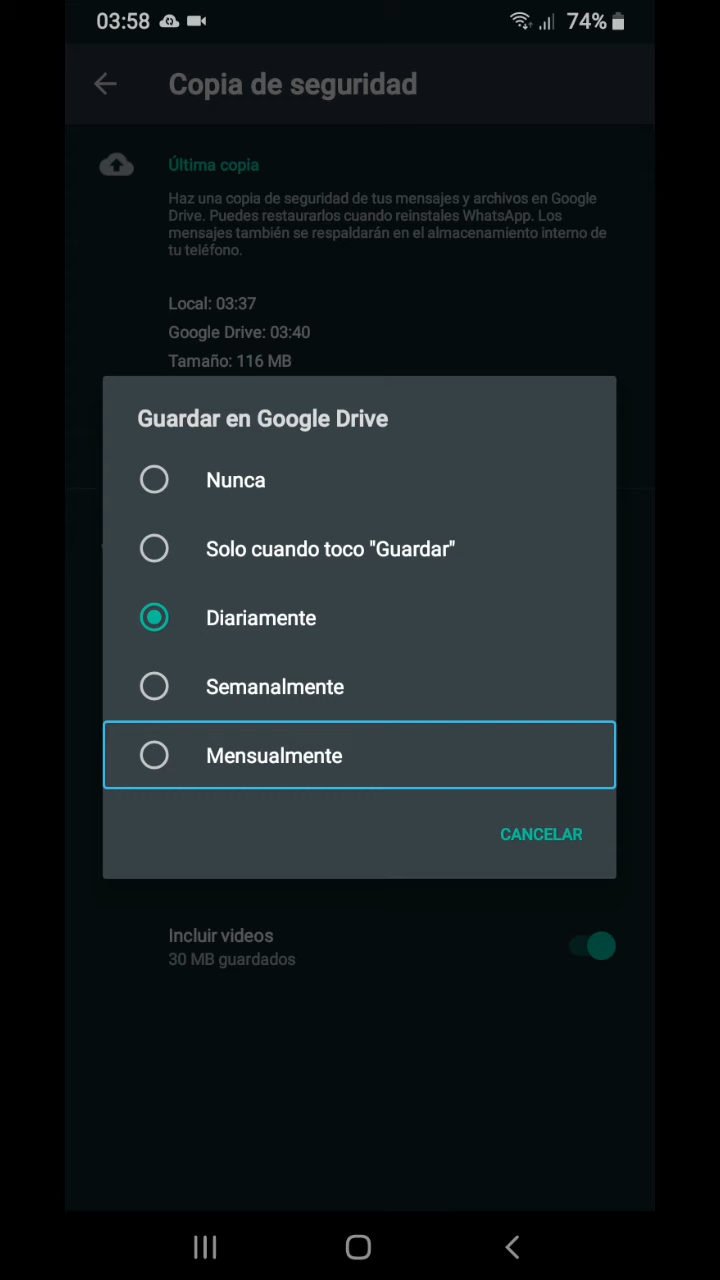 03:58 74%
Copia de seguridad
Última copia
Haz una copia de seguridad de tus mensajes y archivos en Google
Drive. Puedes restaurarlos cuando reinstales WhatsApp. Los
mensajes también se respaldarán en el almacenamiento interno de
tu teléfono.
Local: 03:37
Google Drive: 03:40
Tamaño: 116 MB
Guardar en Google Drive
Nunca
Solo cuando toco "Guardar"
Diariamente
Semanalmente
Mensualmente
CANCELAR
Incluir videos
30 MB guardados